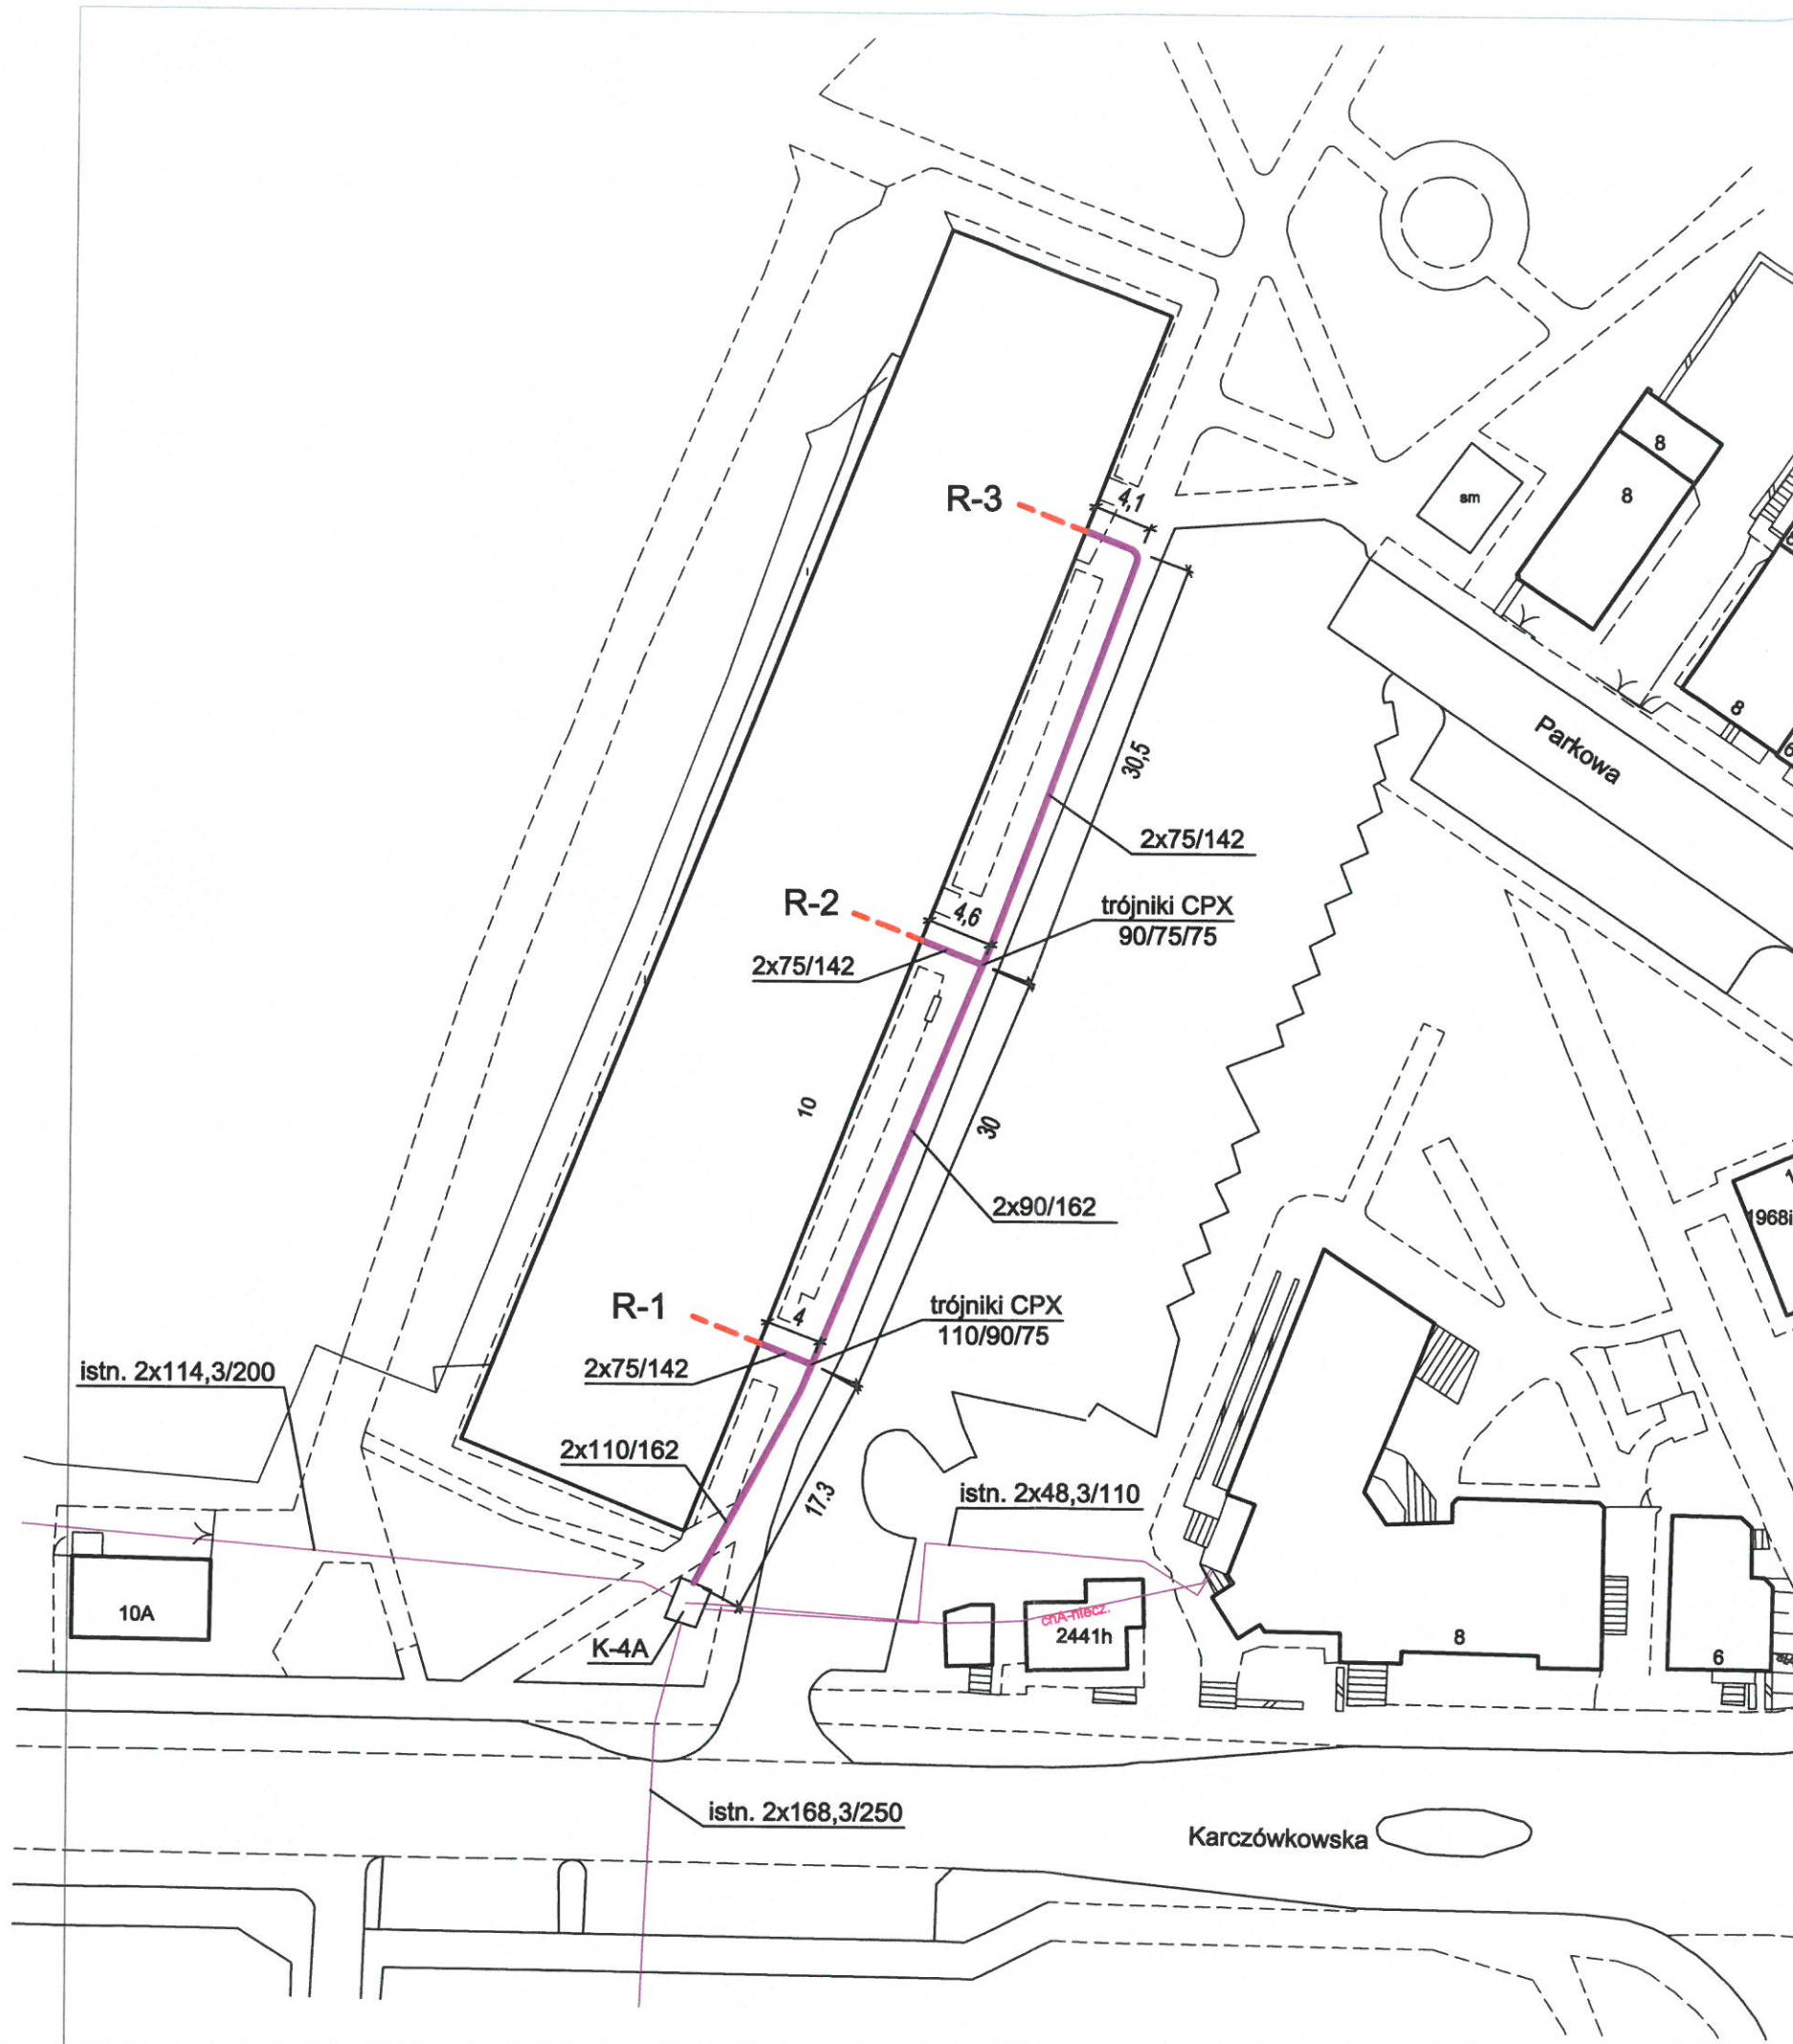 8
8
sm
R-3
4,1
8
Parkowa
30,5
2x75/142
R-2
4,6
trójniki CPX
90/75/75
2x75/142
10
30
2x90/162
1968i
R-1
4
trójniki CPX
110/90/75
2x75/142
istn. 2x114,3/200
2x110/162
17.3
istn. 2x48,3/110
10A
cnA-niecz.
2441h
K-4A
8
6
istn. 2x168,3/250
Karczówkowska